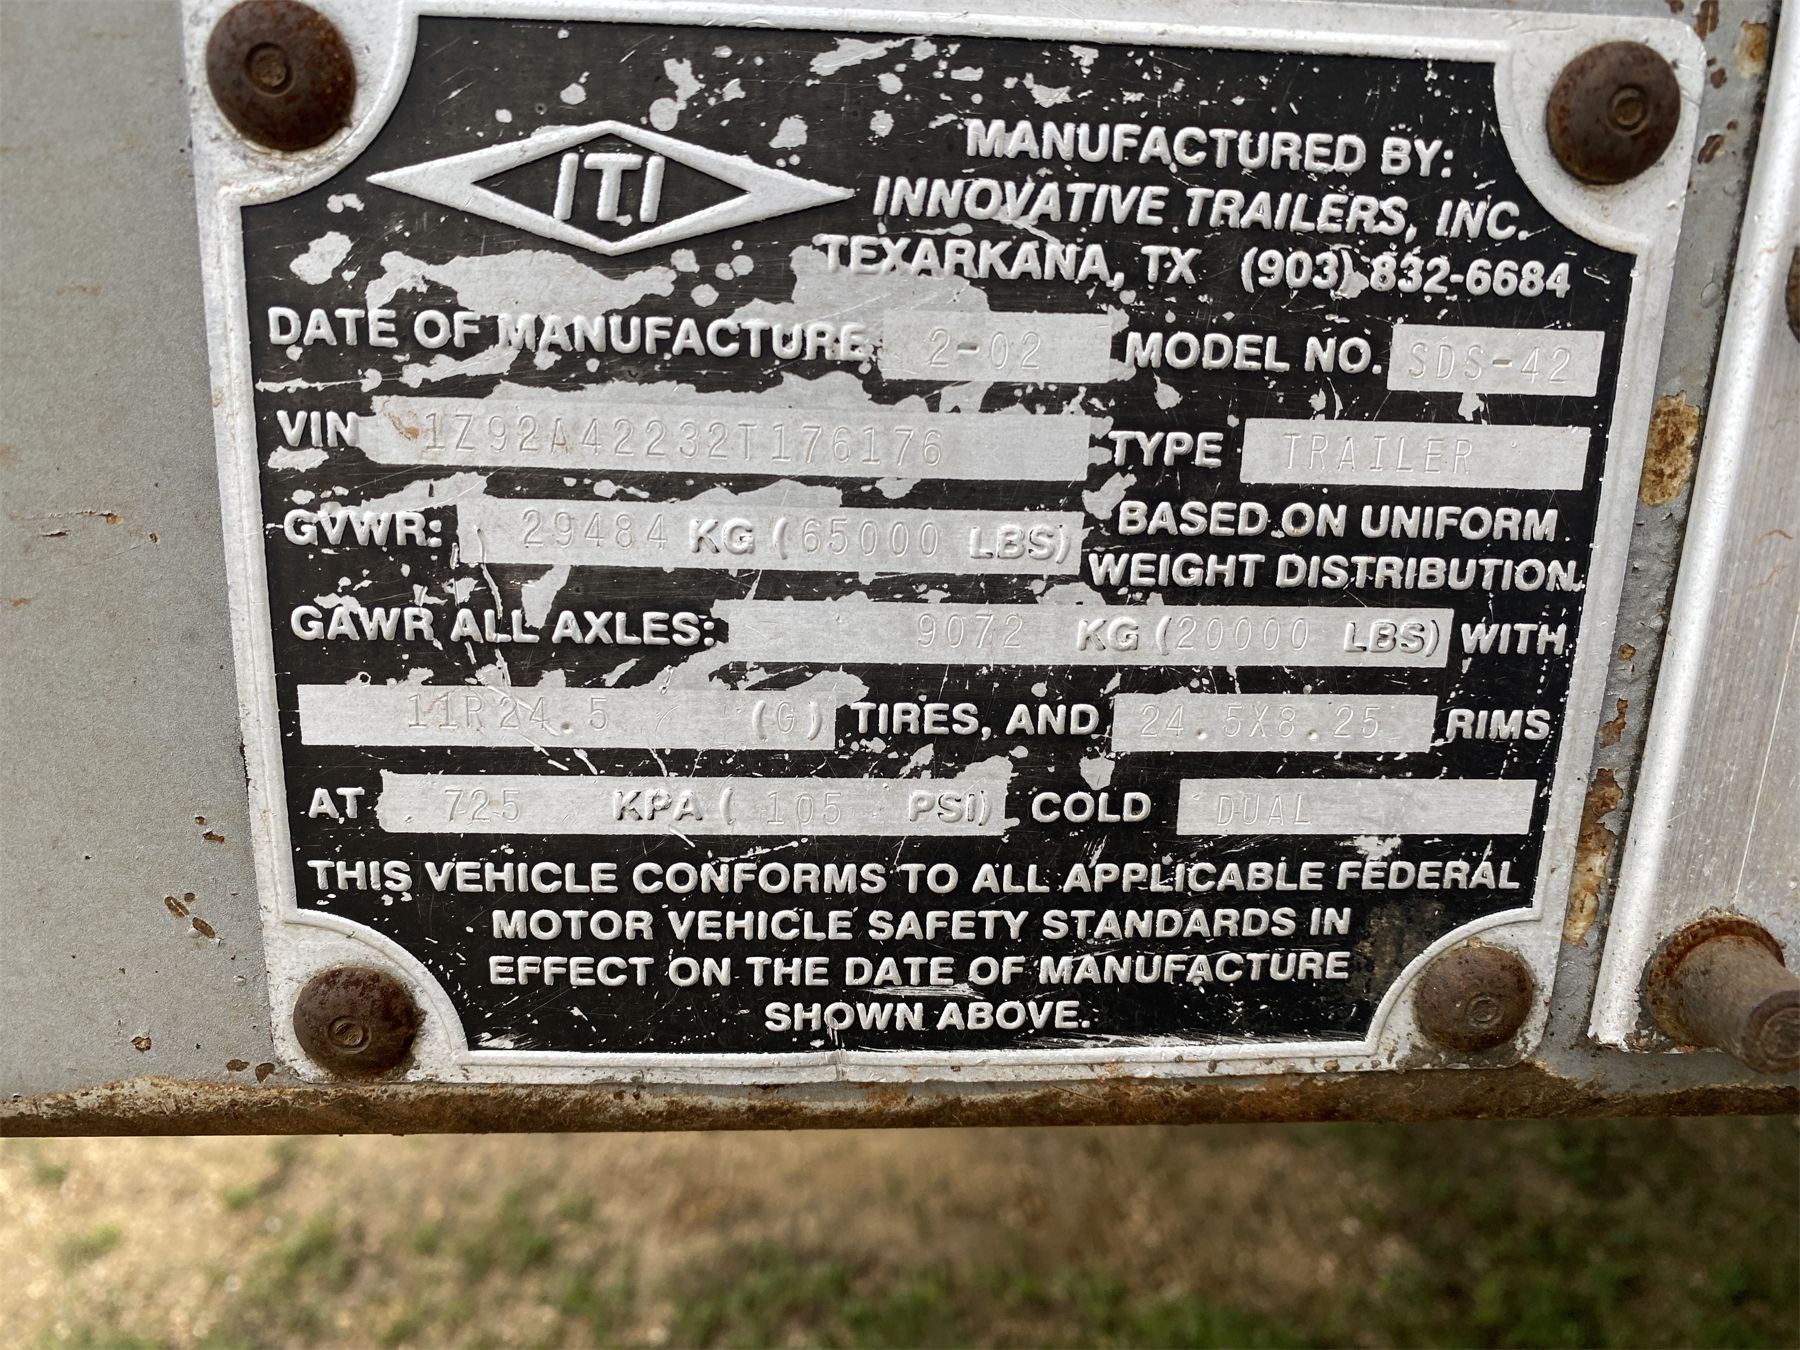 ITI
MANUFACTURED BY:
INNOVATIVE TRAILERS, INC.
TEXARKANA, TX (903) 832-6684
DATE OF MANUFACTURE 2-02 MODEL NO. SDS-42
VIN 1Z92A42232T176176 TYPE TRAILER
GVWR: 29484 KG (65000 LBS) BASED ON UNIFORM
WEIGHT DISTRIBUTION.
GAWR ALL AXLES: 9072 KG (20000 LBS) WITH
11R24.5 (G) TIRES, AND 24.5X8.25 RIMS
AT 725 KPA ( 105 PSI) COLD DUAL
THIS VEHICLE CONFORMS TO ALL APPLICABLE FEDERAL
MOTOR VEHICLE SAFETY STANDARDS IN
EFFECT ON THE DATE OF MANUFACTURE
SHOWN ABOVE.